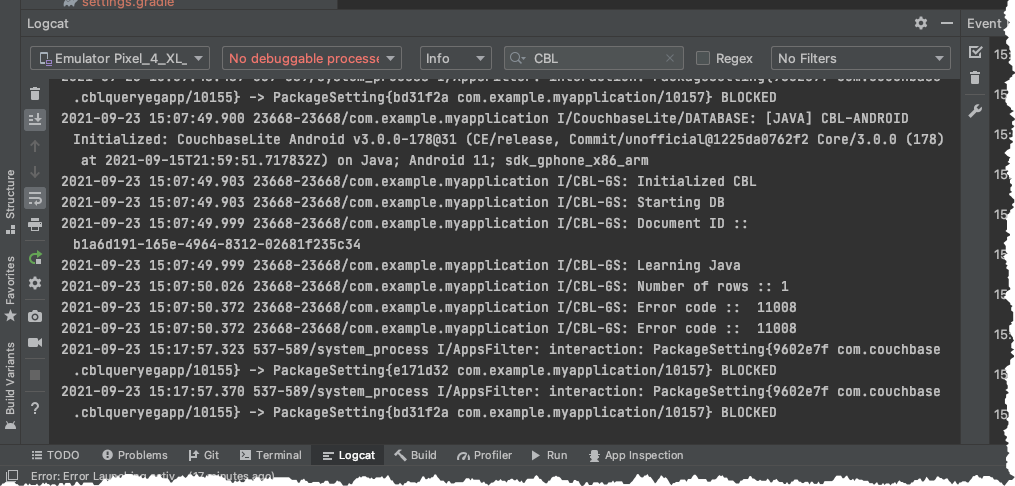 settings.gradle
Logcat
Event
Emulator Pixel_4_XL_
No debuggable processe
Info
CBL
Regex
No Filters
.cblqueryegapp/10155} -> PackageSetting{bd31f2a com.example.myapplication/10157} BLOCKED
2021-09-23 15:07:49.900 23668-23668/com.example.myapplication I/CouchbaseLite/DATABASE: [JAVA] CBL-ANDROID
Initialized: CouchbaseLite Android v3.0.0-178@31 (CE/release, Commit/unofficial@1225da0762f2 Core/3.0.0 (178)
at 2021-09-15T21:59:51.717832Z) on Java; Android 11; sdk_gphone_x86_arm
2021-09-23 15:07:49.903 23668-23668/com.example.myapplication I/CBL-GS: Initialized CBL
2021-09-23 15:07:49.903 23668-23668/com.example.myapplication I/CBL-GS: Starting DB
2021-09-23 15:07:49.999 23668-23668/com.example.myapplication I/CBL-GS: Document ID ::
b1a6d191-165e-4964-8312-02681f235c34
2021-09-23 15:07:49.999 23668-23668/com.example.myapplication I/CBL-GS: Learning Java
2021-09-23 15:07:50.026 23668-23668/com.example.myapplication I/CBL-GS: Number of rows :: 1
2021-09-23 15:07:50.372 23668-23668/com.example.myapplication I/CBL-GS: Error code ::  11008
2021-09-23 15:07:50.372 23668-23668/com.example.myapplication I/CBL-GS: Error code ::  11008
2021-09-23 15:17:57.323 537-589/system_process I/AppsFilter: interaction: PackageSetting{9602e7f com.couchbase
.cblqueryegapp/10155} -> PackageSetting{e171d32 com.example.myapplication/10157} BLOCKED
2021-09-23 15:17:57.370 537-589/system_process I/AppsFilter: interaction: PackageSetting{9602e7f com.couchbase
.cblqueryegapp/10155} -> PackageSetting{bd31f2a com.example.myapplication/10157} BLOCKED
Structure
Favorites
Build Variants
15
15
15
15
15
15
15
15
15
15
TODO
Problems
Git
Terminal
Logcat
Build
Profiler
Run
App Inspection
Error: Error (17 minutes ago)